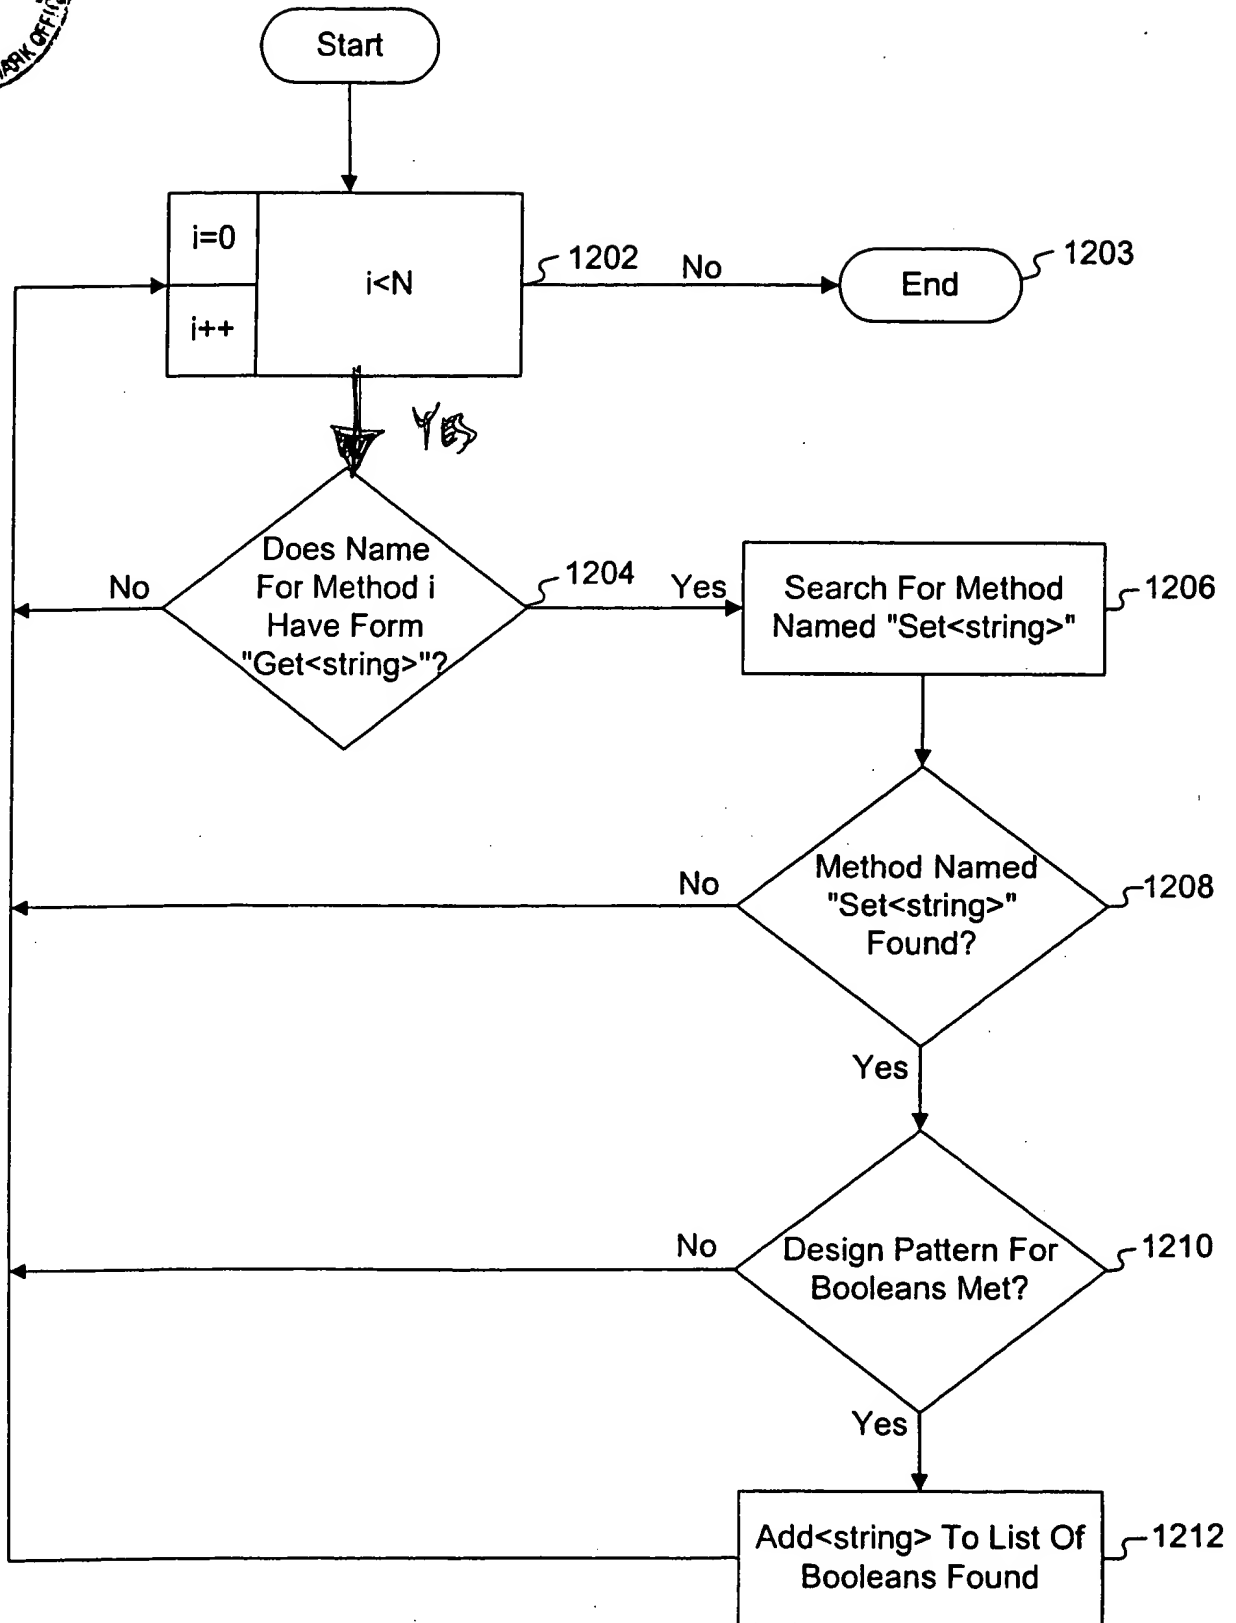 ARK OFFIC
Start
i=0
i<N
i++
1202
No
End
1203
YES
Does Name
For Method i
Have Form
"Get<string>"?
No
1204
Yes
Search For Method
Named "Set<string>"
1206
Method Named
"Set<string>"
Found?
No
1208
Yes
Design Pattern For
Booleans Met?
No
1210
Yes
Add<string> To List Of
Booleans Found
1212